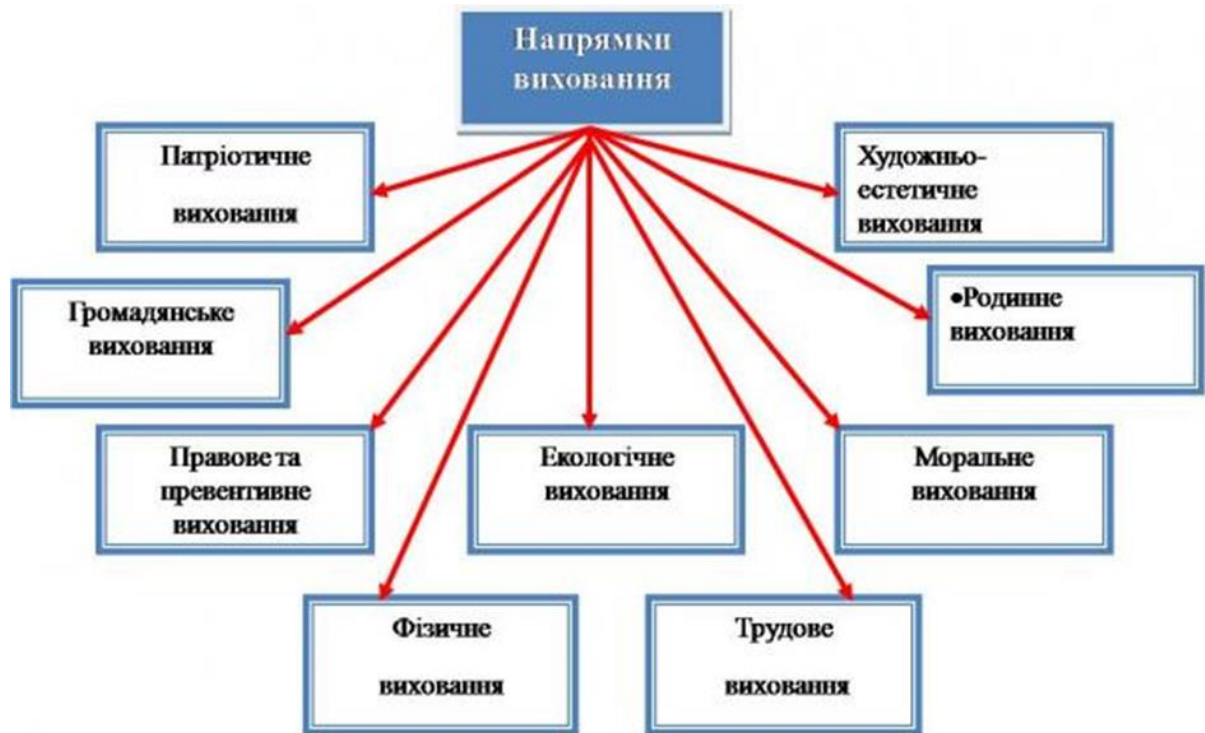 Напрямки
виховання
Патріотичне
виховання
Художньо-
естетичне
виховання
Громадянське
виховання
•Родинне
виховання
Правове та
превентивне
виховання
Екологічне
виховання
Моральне
виховання
Фізичне
виховання
Трудове
виховання